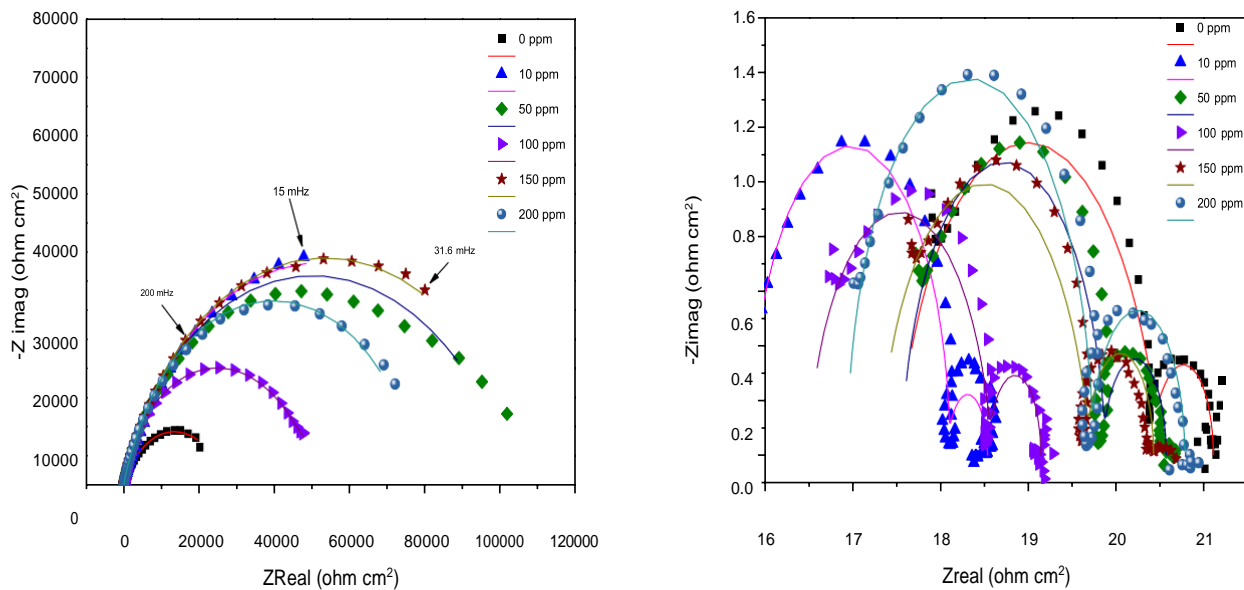 80000
70000
60000
50000
40000
30000
20000
10000
0
-Z imag (ohm cm²)
0 ppm
10 ppm
50 ppm
100 ppm
150 ppm
200 ppm
15 mHz
31.6 mHz
200 mHz
0 20000 40000 60000 80000 100000 120000
ZReal (ohm cm²)
1.6
1.4
1.2
1.0
0.8
0.6
0.4
0.2
0.0
-Zimag (ohm cm²)
0 ppm
10 ppm
50 ppm
100 ppm
150 ppm
200 ppm
16 17 18 19 20 21
Zreal (ohm cm²)